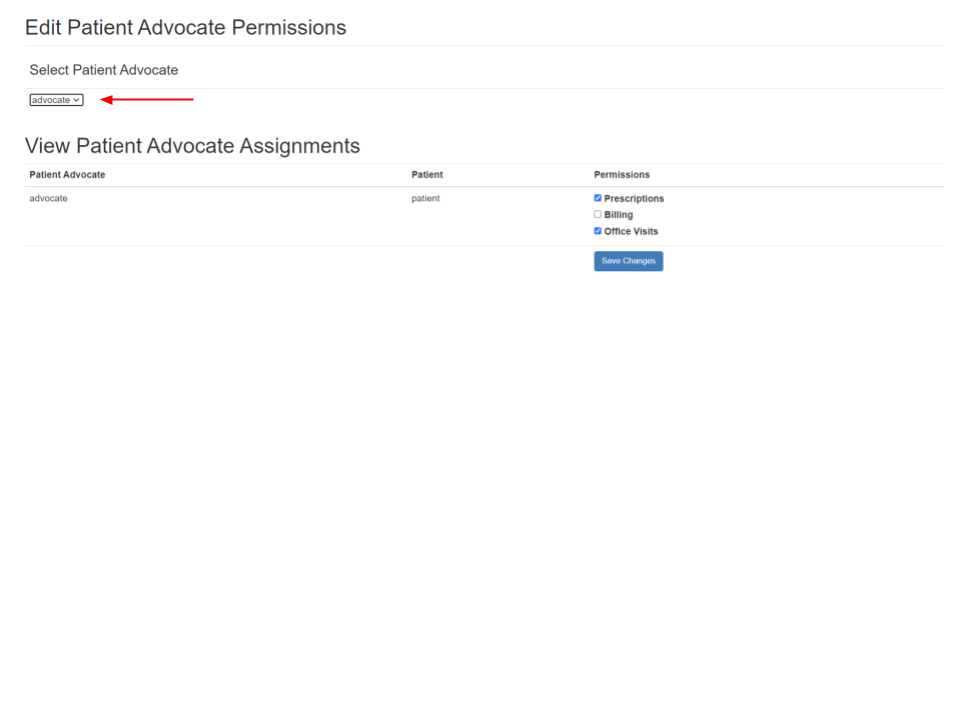 Edit Patient Advocate Permissions
Select Patient Advocate
advocate
View Patient Advocate Assignments
Patient Advocate Patient Permissions
advocate patient Prescriptions
Billing
Office Visits
Save Changes